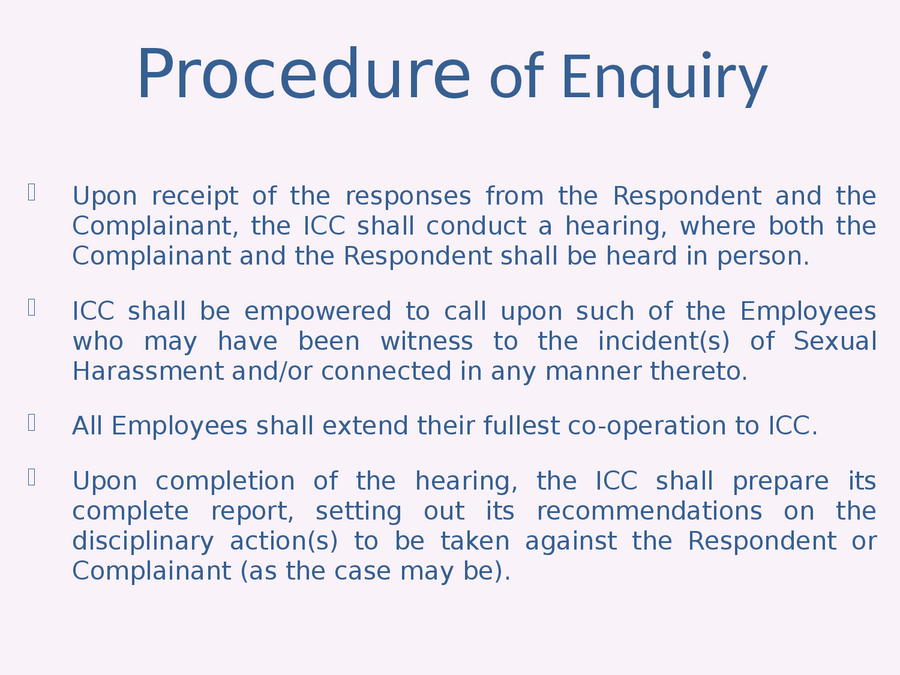 Procedure of Enquiry
Upon receipt of the responses from the Respondent and the
Complainant, the ICC shall conduct a hearing, where both the
Complainant and the Respondent shall be heard in person.
ICC shall be empowered to call upon such of the Employees
who may have been witness to the incident(s) of Sexual
Harassment and/or connected in any manner thereto.
All Employees shall extend their fullest co-operation to ICC.
Upon completion of the hearing, the ICC shall prepare its
complete report, setting out its recommendations on the
disciplinary action(s) to be taken against the Respondent or
Complainant (as the case may be).